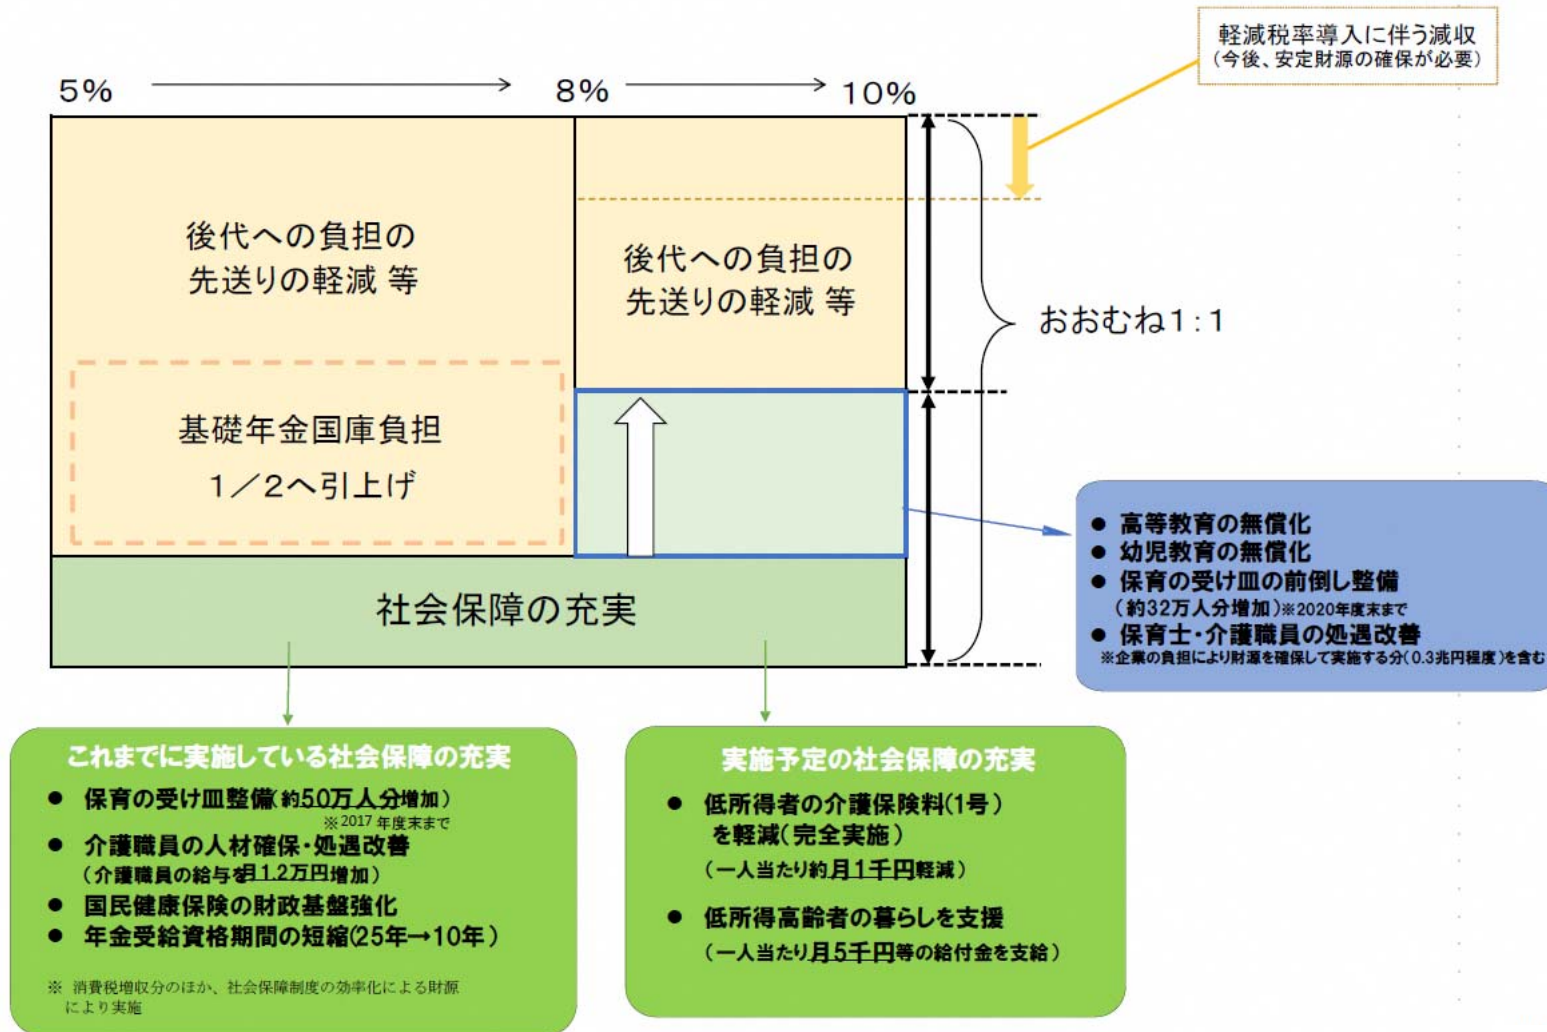 軽減税率導入に伴う減収
(今後、安定財源の確保が必要)
5%
8%
10%
後代への負担の
先送りの軽減 等
後代への負担の
先送りの軽減 等
おおむね1:1
基礎年金国庫負担
1/2へ引上げ
社会保障の充実
● 高等教育の無償化
● 幼児教育の無償化
● 保育の受け皿の前倒し整備
(約32万人分増加)※2020年度末まで
● 保育士・介護職員の処遇改善
※企業の負担により財源を確保して実施する分(0.3兆円程度)を含む
これまでに実施している社会保障の充実
● 保育の受け皿整備(約50万人分増加)
※2017年度末まで
● 介護職員の人材確保・処遇改善
(介護職員の給与を月1.2万円増加)
● 国民健康保険の財政基盤強化
● 年金受給資格期間の短縮(25年→10年)
※ 消費税増収分のほか、社会保障制度の効率化による財源
により実施
実施予定の社会保障の充実
● 低所得者の介護保険料(1号)
を軽減(完全実施)
(一人当たり約月1千円軽減)
● 低所得高齢者の暮らしを支援
(一人当たり月5千円等の給付金を支給)